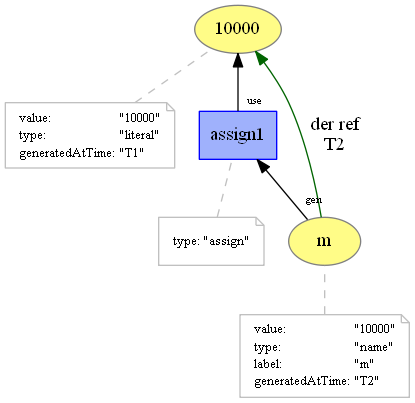 10000
use
value: "10000"
type: "literal"
generatedAtTime: "T1"
assign1
der ref
T2
gen
type: "assign"
m
value: "10000"
type: "name"
label: "m"
generatedAtTime: "T2"